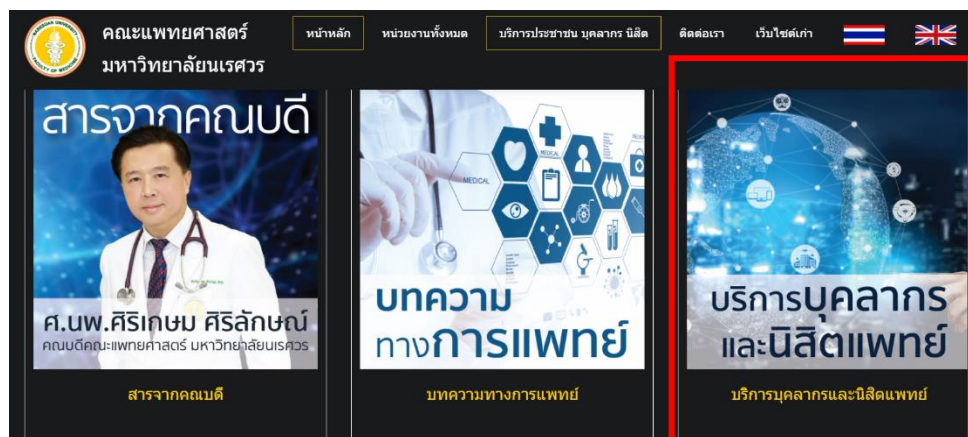 คณะแพทยศาสตร์
มหาวิทยาลัยนเรศวร
หน้าหลัก
หน่วยงานทั้งหมด
บริการประชาชน บุคลากร นิสิต
ติดต่อเรา
เว็บไซต์เก่า
สารจากคณบดี
ศ.นพ.ศิริเกษม ศิริลักษณ์
คณบดีคณะแพทยศาสตร์ มหาวิทยาลัยนเรศวร
สารจากคณบดี
MEDICAL
MEDICAL
บทความ
ทางการแพทย์
บทความทางการแพทย์
บริการบุคลากร
และนิสิตแพทย์
บริการบุคลากรและนิสิตแพทย์